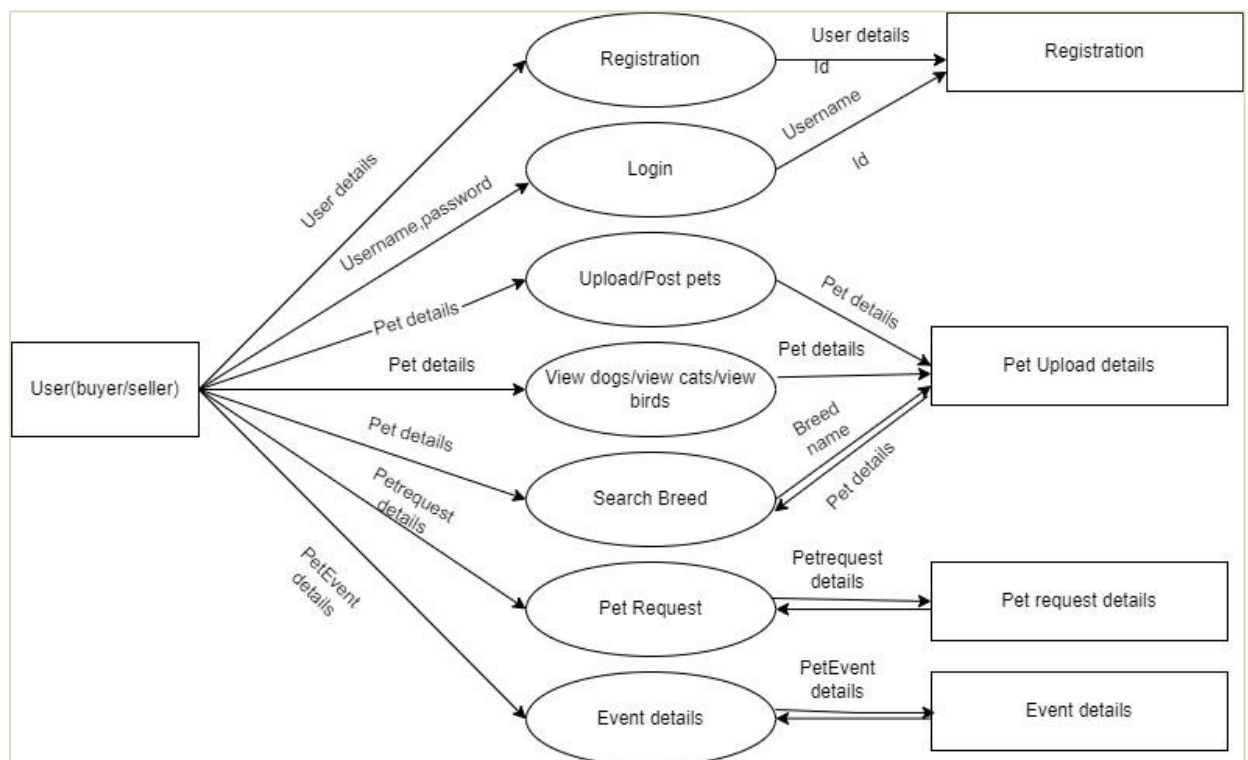 User details
Registration
Id
Registration
Username
Id
Login
User details
Username,password
Upload/Post pets
Pet details
Pet details
Pet details
Pet details
Pet Upload details
User(buyer/seller)
View dogs/view cats/view
birds
Breed
name
Pet details
Pet details
Search Breed
Petrequest
details
Petrequest
details
PetEvent
details
Pet Request
Pet request details
PetEvent
details
Event details
Event details